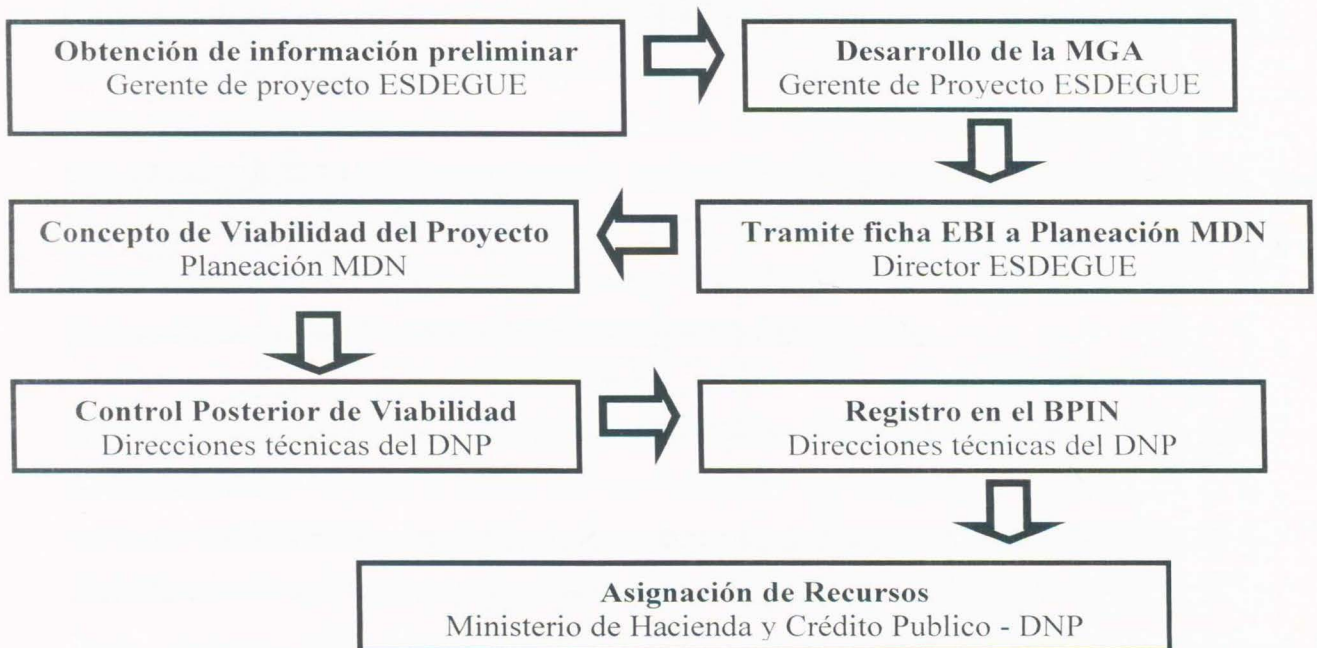 Obtención de información preliminar
Gerente de proyecto ESDEGUE
Desarrollo de la MGA
Gerente de Proyecto ESDEGUE
Tramite ficha EBI a Planeación MDN
Director ESDEGUE
Concepto de Viabilidad del Proyecto
Planeación MDN
Control Posterior de Viabilidad
Direcciones técnicas del DNP
Registro en el BPIN
Direcciones técnicas del DNP
Asignación de Recursos
Ministerio de Hacienda y Crédito Publico - DNP